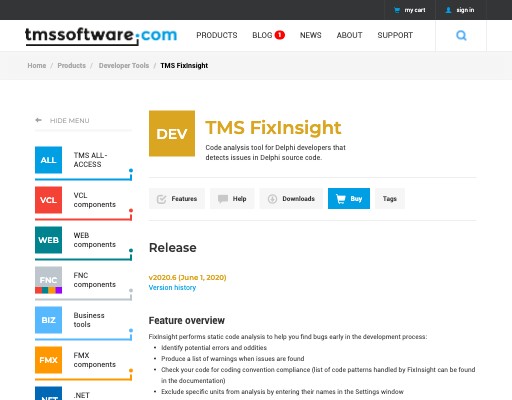 my cart
sign in
tmssoftware.com
PRODUCTS
BLOG 1
NEWS
ABOUT
SUPPORT
Home / Products / Developer Tools / TMS FixInsight
HIDE MENU
ALL
TMS ALL-
ACCESS
VCL
VCL
components
WEB
WEB
components
FNC
FNC
components
BIZ
Business
tools
FMX
FMX
components
.NET
DEV
TMS FixInsight
Code analysis tool for Delphi developers that
detects issues in Delphi source code.
Features
Help
Downloads
Buy
Tags
Release
v2020.6 (June 1, 2020)
Version history
Feature overview
FixInsight performs static code analysis to help you find bugs early in the development process:
• Identify potential errors and oddities
• Produce a list of warnings when issues are found
• Check your code for coding convention compliance (list of code patterns handled by FixInsight can be found
in the documentation)
• Exclude specific units from analysis by entering their names in the Settings window